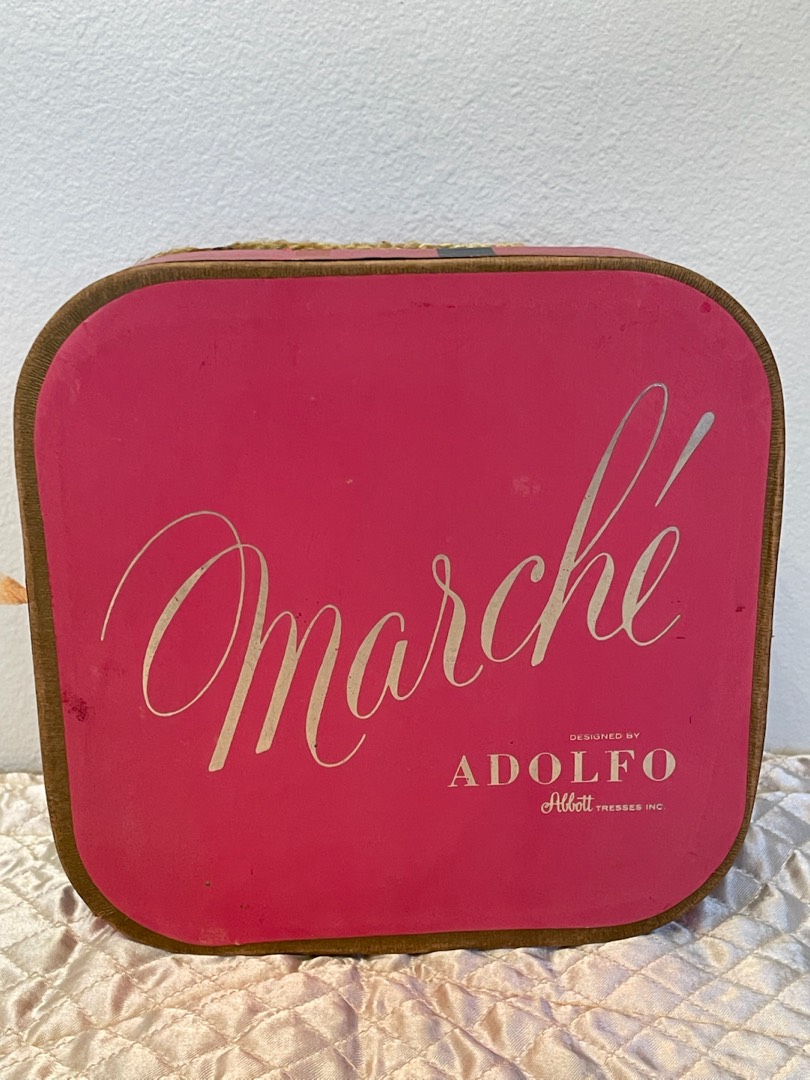 Marché
DESIGNED BY
ADOLFO
Abbott TRESSES INC.